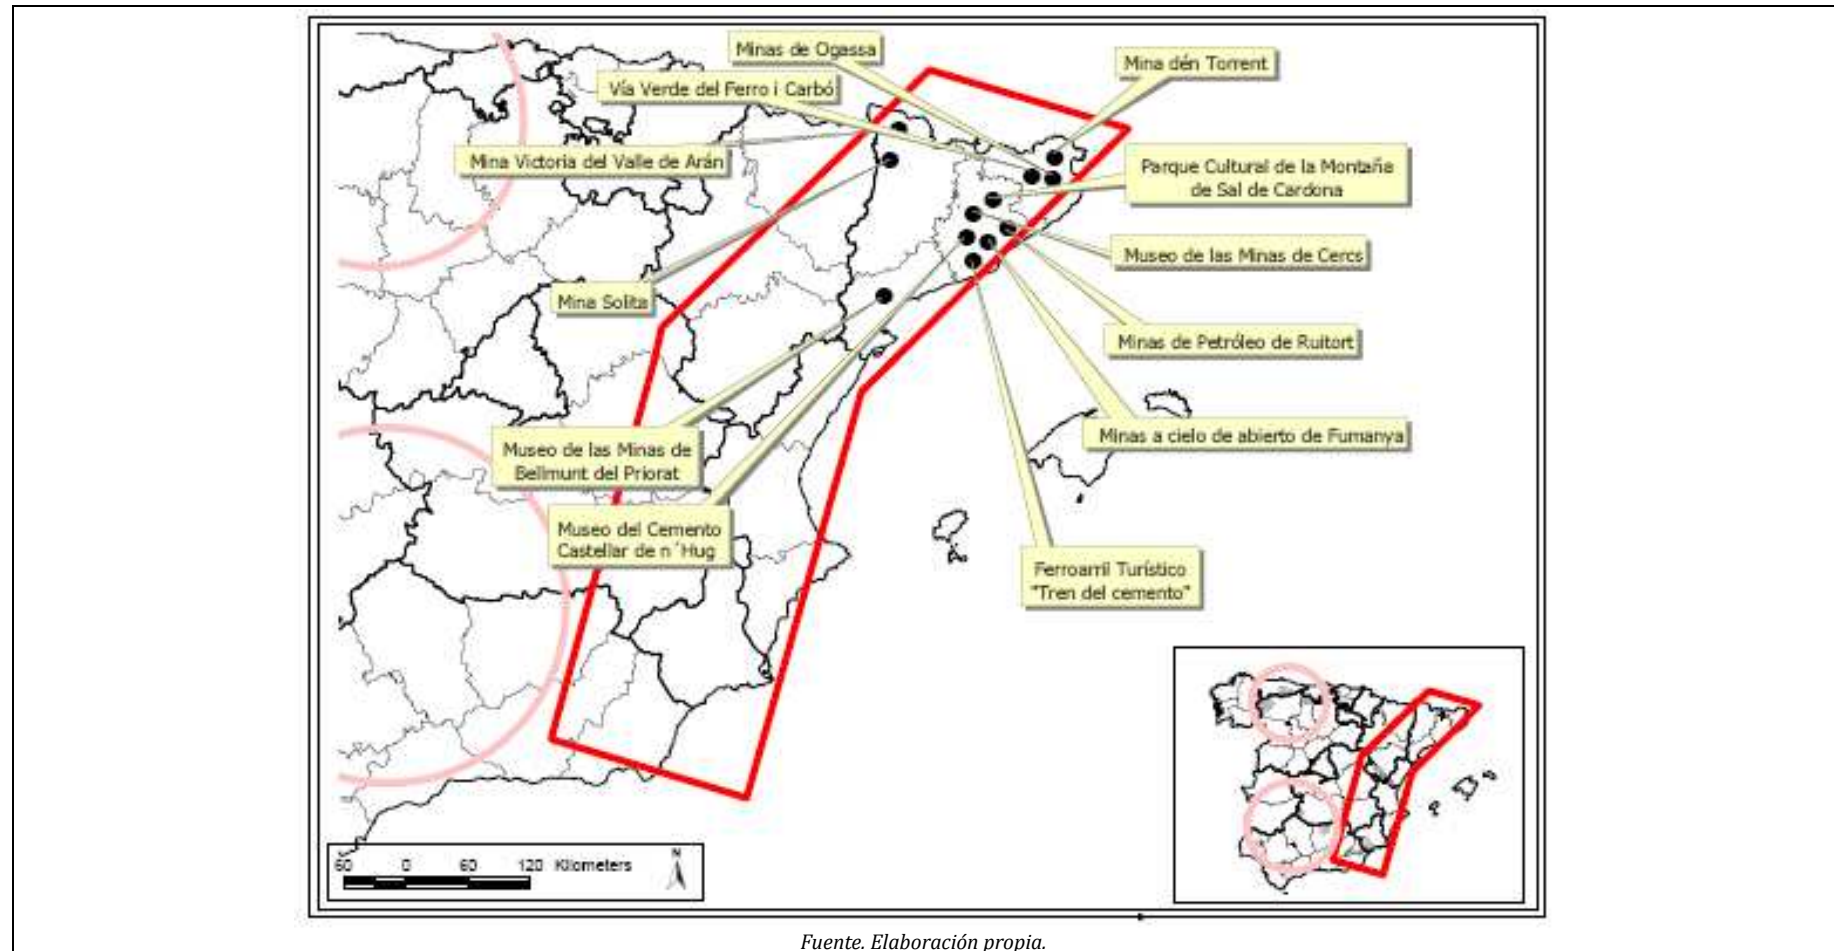 Minas de Ogassa
Mina dén Torrent
Vía Verde del Ferro i Carbó
Mina Victoria del Valle de Arán
Parque Cultural de la Montaña
de Sal de Cardona
Museo de las Minas de Cercs
Mina Solita
Minas de Petróleo de Ruitort
Minas a cielo de abierto de Fumanya
Museo de las Minas de
Bellmunt del Priorat
Museo del Cemento
Castellar de n´Hug
Ferroarril Turístico
"Tren del cemento"
60 0 60 120 Kilometers
N
Fuente. Elaboración propia.